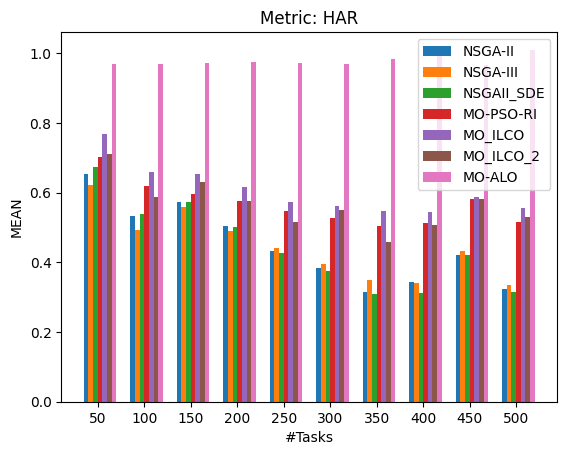 Metric: HAR
NSGA-II
NSGA-III
NSGAII_SDE
MO-PSO-RI
MO_ILCO
MO_ILCO_2
MO-ALO
MEAN
1.0
0.8
0.6
0.4
0.2
0.0
50 100 150 200 250 300 350 400 450 500
#Tasks